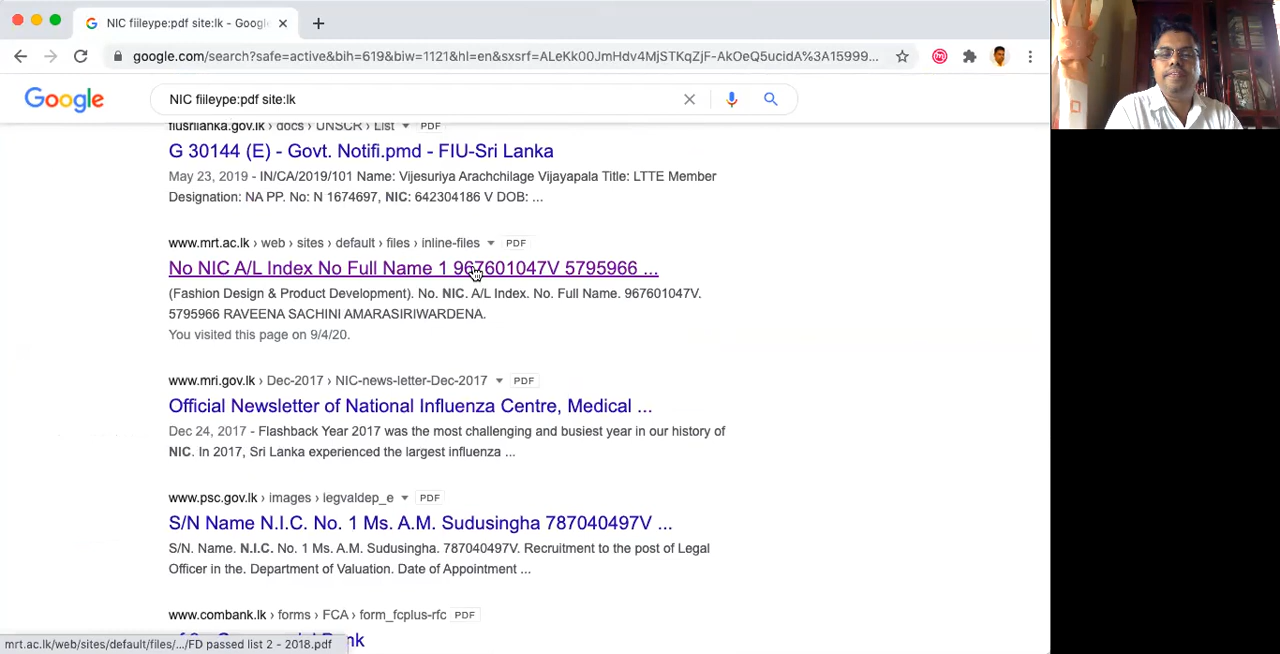 NIC fiileype:pdf site:lk - Google
google.com/search?safe=active&bih=619&biw=1121&hl=en&sxsrf=ALeKk00JmHdv4MjSTKqZjF-AkOeQ5ucidA%3A15999...
Google
NIC fiileype:pdf site:lk
fiusrilanka.gov.lk › docs › UNSCR › List PDF
G 30144 (E) - Govt. Notifi.pmd - FIU-Sri Lanka
May 23, 2019 - IN/CA/2019/101 Name: Vijesuriya Arachchilage Vijayapala Title: LTTE Member
Designation: NA PP. No: N 1674697, NIC: 642304186 V DOB: ...
www.mrt.ac.lk › web › sites › default › files › inline-files PDF
No NIC A/L Index No Full Name 1 967601047V 5795966 ...
(Fashion Design & Product Development). No. NIC. A/L Index. No. Full Name. 967601047V.
5795966 RAVEENA SACHINI AMARASIRIWARDENA.
You visited this page on 9/4/20.
www.mri.gov.lk › Dec-2017 › NIC-news-letter-Dec-2017 PDF
Official Newsletter of National Influenza Centre, Medical ...
Dec 24, 2017 - Flashback Year 2017 was the most challenging and busiest year in our history of
NIC. In 2017, Sri Lanka experienced the largest influenza ...
www.psc.gov.lk › images › legvaldep_e PDF
S/N Name N.I.C. No. 1 Ms. A.M. Sudusingha 787040497V ...
S/N. Name. N.I.C. No. 1 Ms. A.M. Sudusingha. 787040497V. Recruitment to the post of Legal
Officer in the. Department of Valuation. Date of Appointment ...
www.combank.lk › forms › FCA › form_fcplus-rfc PDF
mrt.ac.lk/web/sites/default/files/.../FD passed list 2 - 2018.pdf